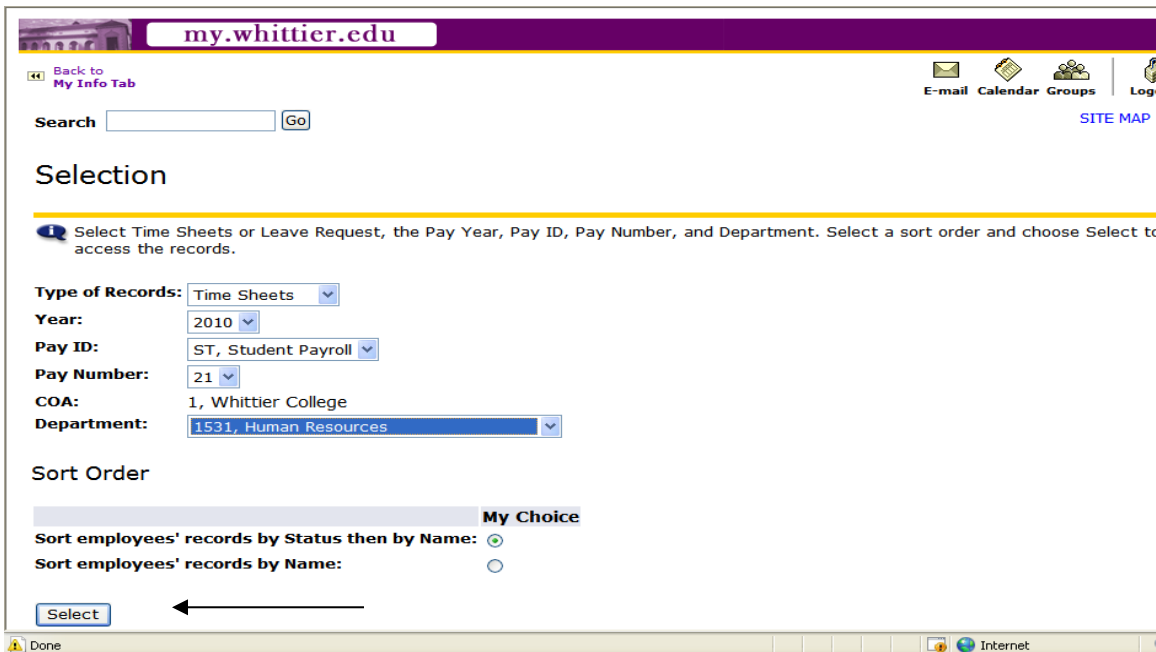 my.whittier.edu
Back to
My Info Tab
E-mail Calendar Groups
Search Go
SITE MAP
Selection
Select Time Sheets or Leave Request, the Pay Year, Pay ID, Pay Number, and Department. Select a sort order and choose Select to
access the records.
Type of Records: Time Sheets
Year: 2010
Pay ID: ST, Student Payroll
Pay Number: 21
COA: 1, Whittier College
Department: 1531, Human Resources
Sort Order
My Choice
Sort employees' records by Status then by Name:
Sort employees' records by Name:
Select
Done Internet